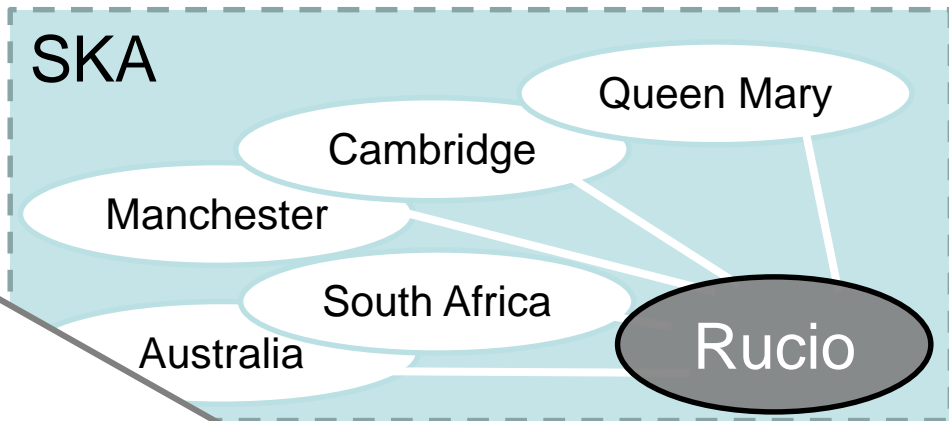 SKA
Queen Mary
Cambridge
Manchester
South Africa
Australia
Rucio